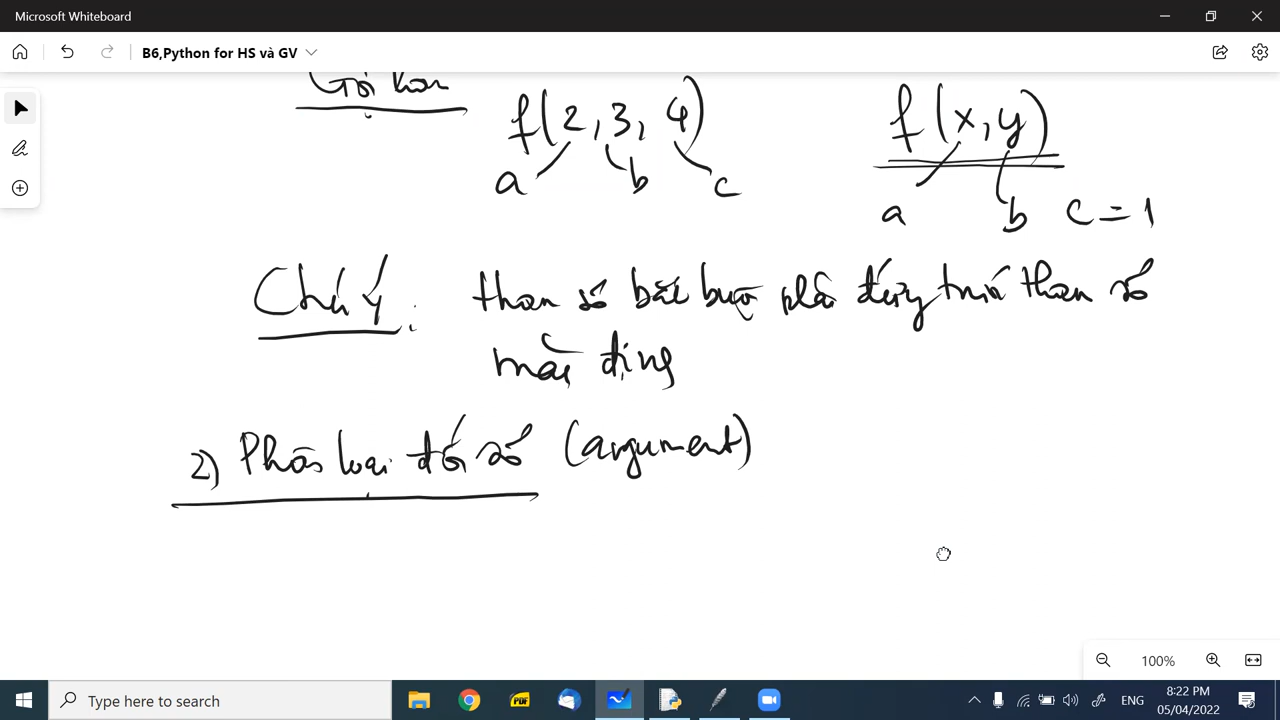 Microsoft Whiteboard
B6,Python for HS và GV
Gọi hàm
f(2, 3, 4)
a b c
f(x, y)
a b c = 1
Chú ý: tham số bắt buộc phải đứng trước tham số
mặc định
2) Phân loại đối số (argument)
100%
Type here to search
ENG
8:22 PM
05/04/2022